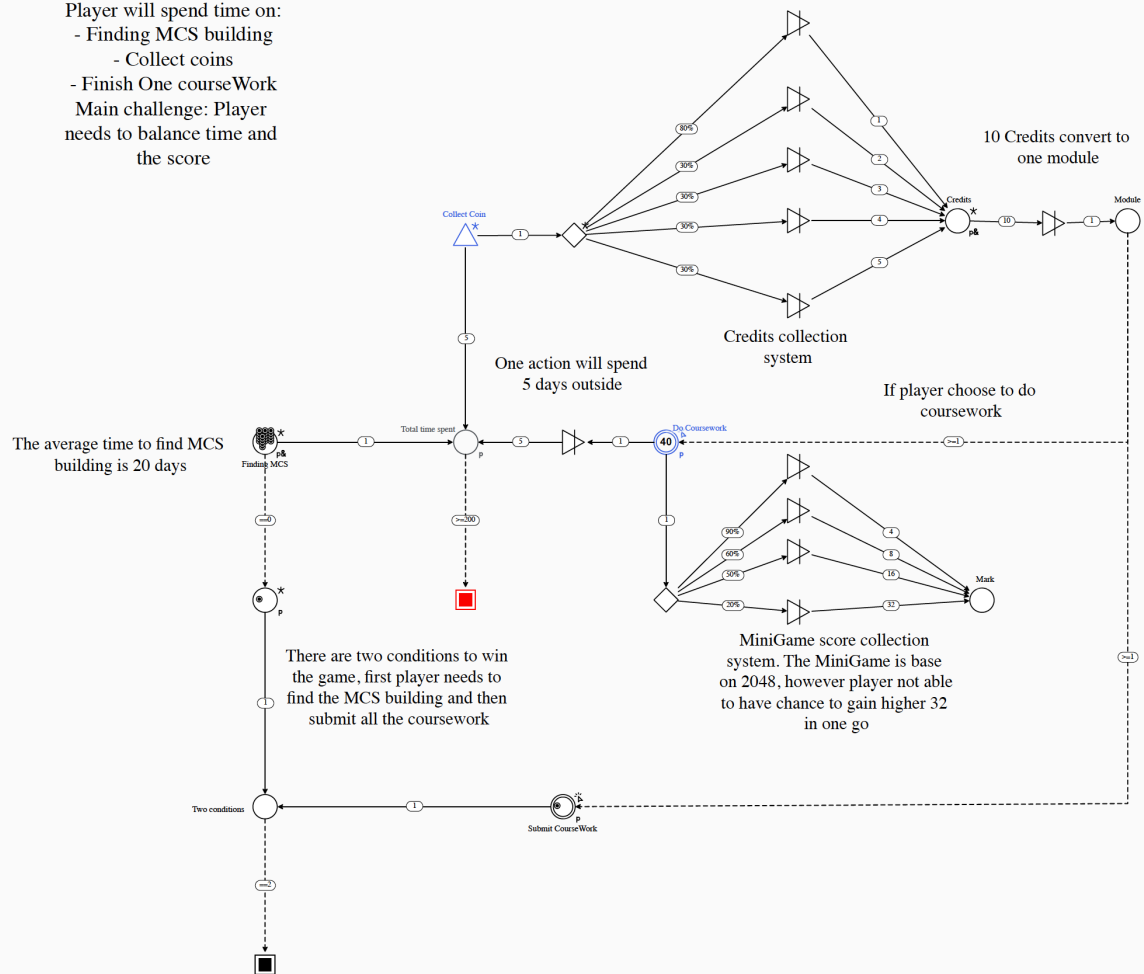 Player will spend time on:
- Finding MCS building
- Collect coins
- Finish One courseWork
Main challenge: Player
needs to balance time and
the score
80%
30%
30%
30%
30%
1
2
3
4
5
10 Credits convert to
one module
Credits
*
p&
10
1
Module
Collect Coin
*
1
*
Credits collection
system
5
One action will spend
5 days outside
If player choose to do
coursework
The average time to find MCS
building is 20 days
*
p&
Finding MCS
1
Total time spent
p
5
1
Do Coursework
40
p
>=1
==0
>=200
1
90%
60%
50%
20%
4
8
16
32
Mark
*
p
MiniGame score collection
system. The MiniGame is base
on 2048, however player not able
to have chance to gain higher 32
in one go
There are two conditions to win
the game, first player needs to
find the MCS building and then
submit all the coursework
>=1
1
Two conditions
1
p
Submit CourseWork
==2